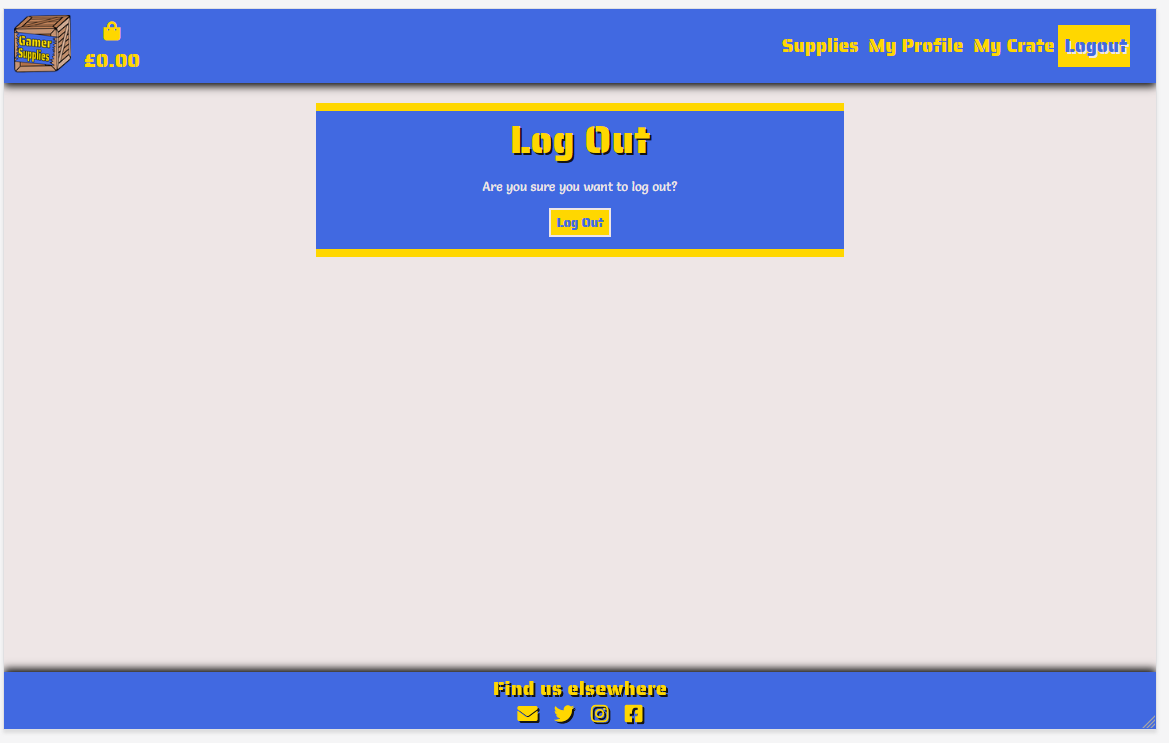 Gamer
Supplies
£0.00
Supplies My Profile My Crate Logout
Log Out
Are you sure you want to log out?
Log Out
Find us elsewhere